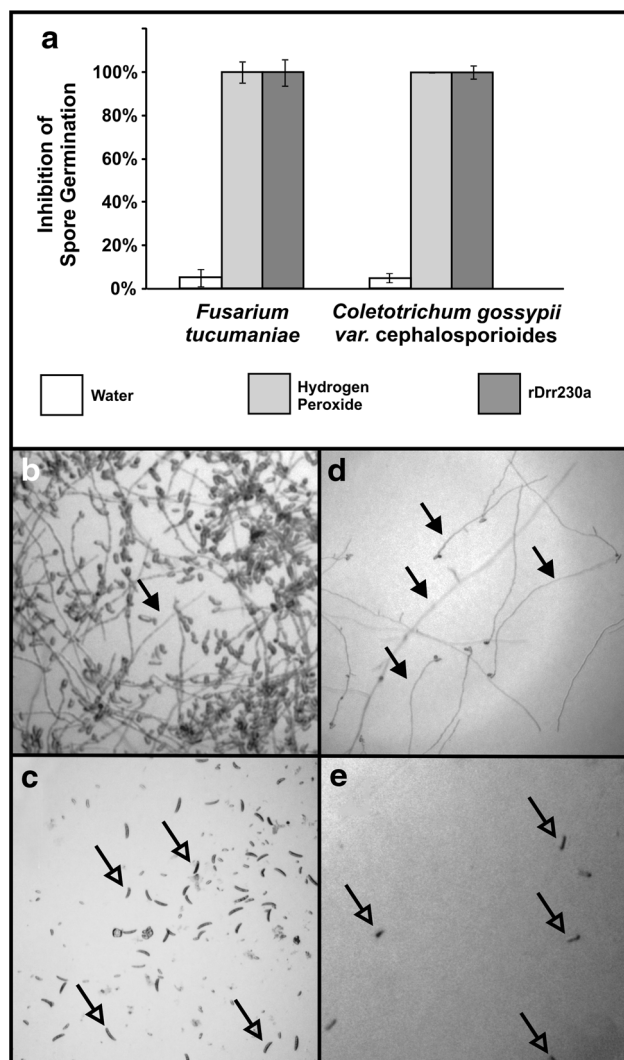 a
Inhibition of
Spore Germination
100%
80%
60%
40%
20%
0%
Fusarium
tucumaniae
Coletotrichum gossypii
var. cephalosporioides
Water
Hydrogen
Peroxide
rDrr230a
b
d
c
e